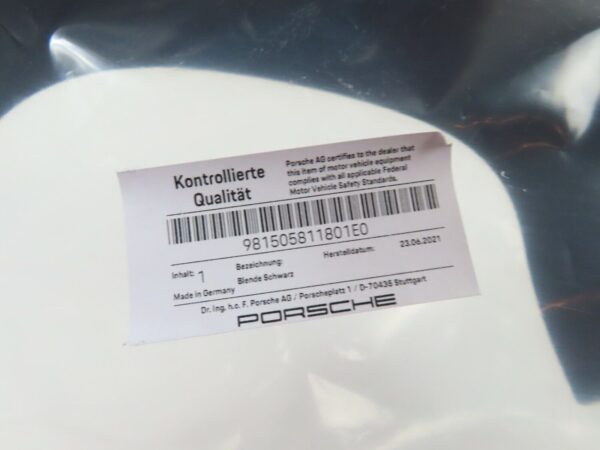 Kontrollierte
Qualität
Porsche AG certifies to the dealer that
this item of motor vehicle equipment
complies with all applicable Federal
Motor Vehicle Safety Standards.
981505811801E0
Inhalt: 1
Bezeichnung:
Blende Schwarz
Herstelldatum:
23.06.2021
Made in Germany
Dr. Ing. h.c. F. Porsche AG / Porscheplatz 1 / D-70435 Stuttgart
PORSCHE